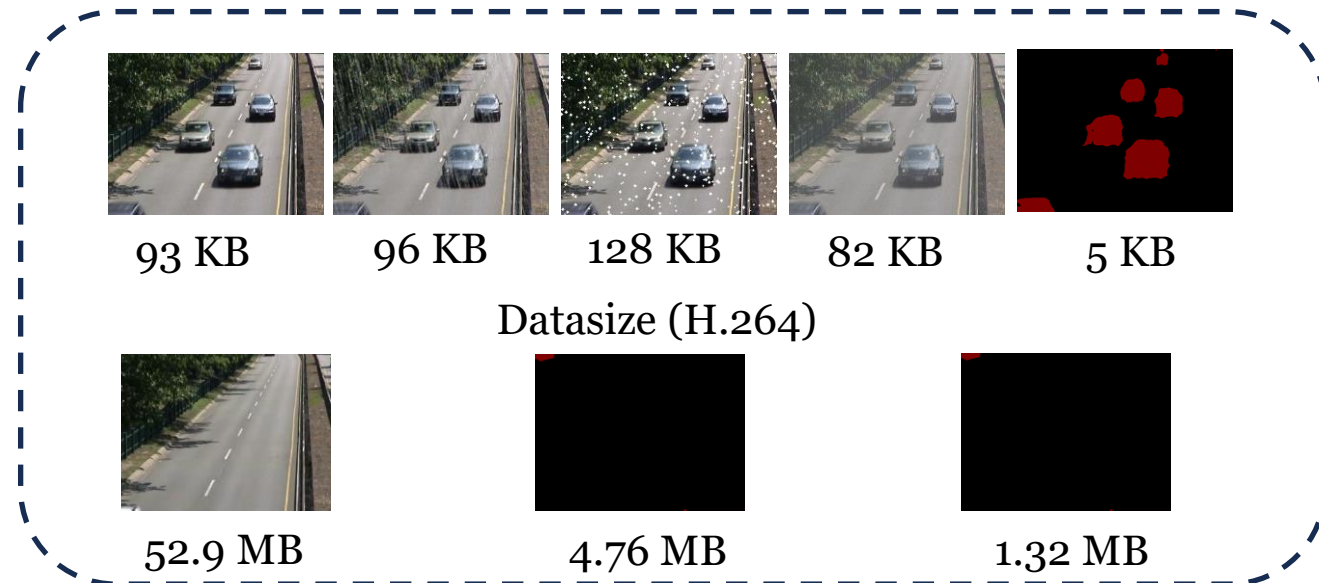 93 KB 96 KB 128 KB 82 KB 5 KB
Datasize (H.264)
52.9 MB 4.76 MB 1.32 MB